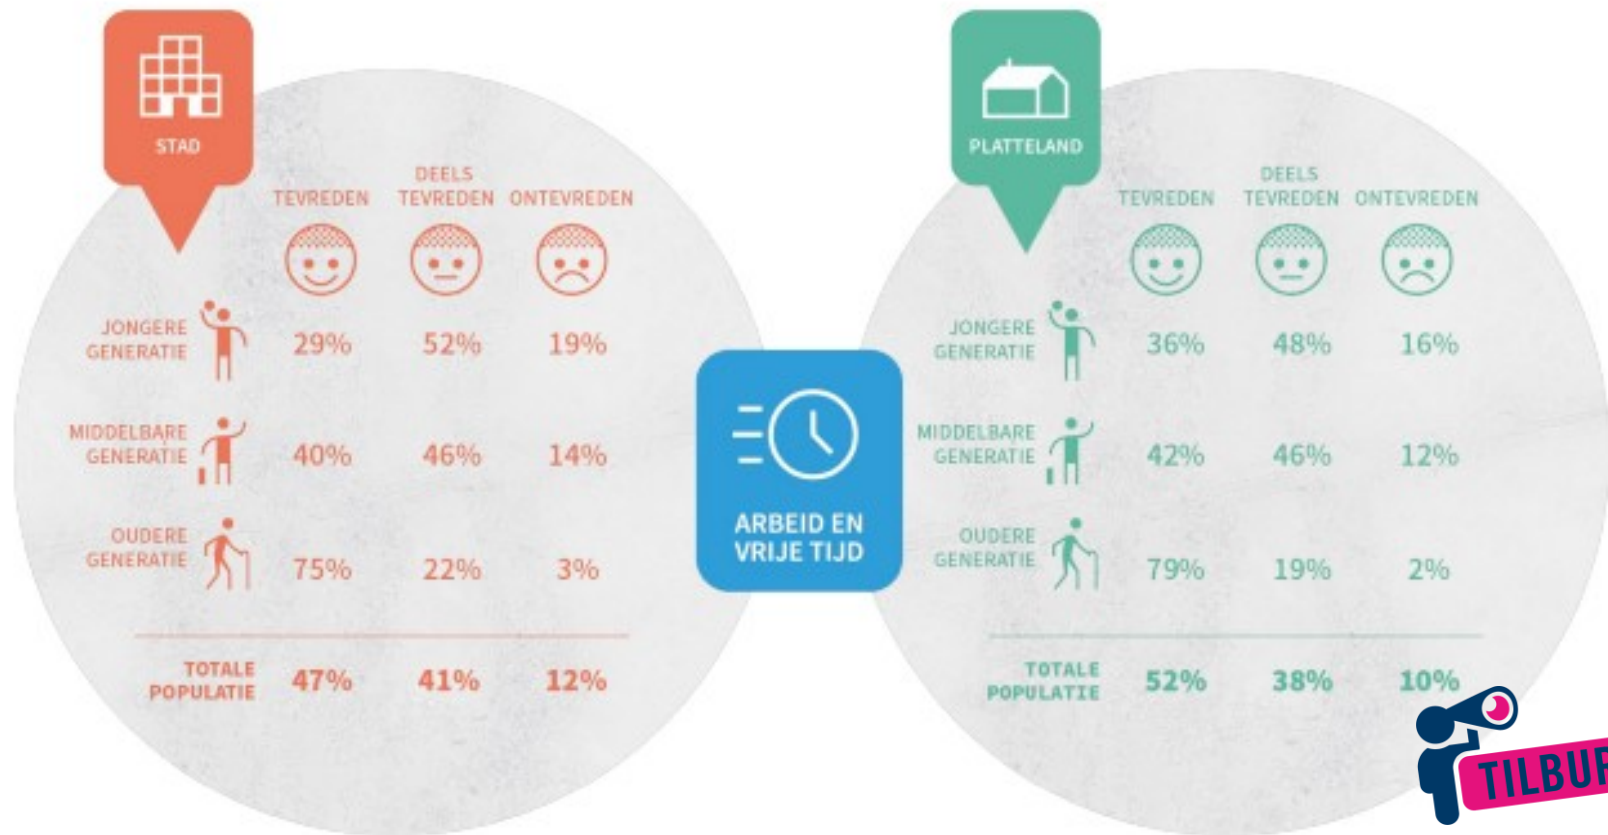 STAD
DEELS
TEVREDEN TEVREDEN ONTEVREDEN
JONGERE
GENERATIE 29% 52% 19%
MIDDELBARE
GENERATIE 40% 46% 14%
OUDERE
GENERATIE 75% 22% 3%
TOTALE
POPULATIE 47% 41% 12%
ARBEID EN
VRIJE TIJD
PLATTELAND
DEELS
TEVREDEN TEVREDEN ONTEVREDEN
JONGERE
GENERATIE 36% 48% 16%
MIDDELBARE
GENERATIE 42% 46% 12%
OUDERE
GENERATIE 79% 19% 2%
TOTALE
POPULATIE 52% 38% 10%